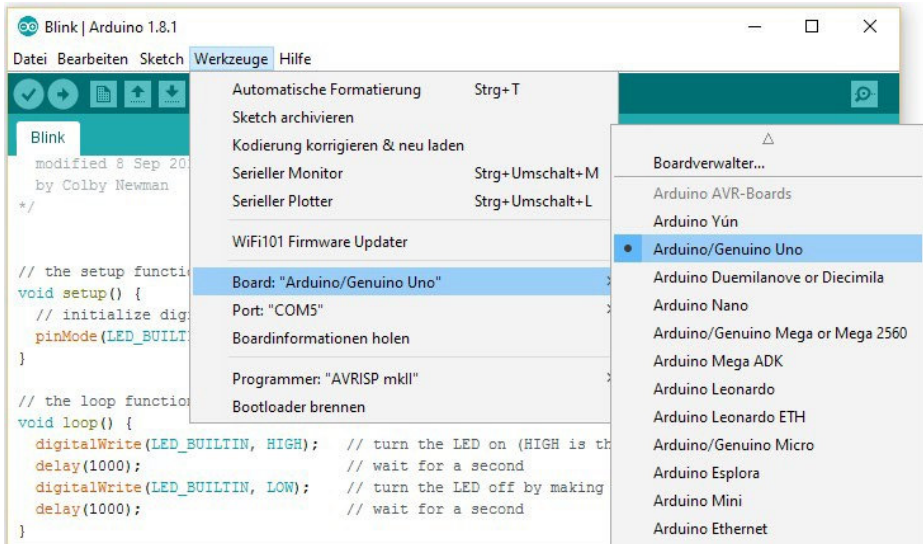 Blink | Arduino 1.8.1
Datei Bearbeiten Sketch Werkzeuge Hilfe
Blink
modified 8 Sep 20
by Colby Newman
*/
// the setup functi
void setup() {
// initialize dig
pinMode(LED_BUILT
}
// the loop function
void loop() {
digitalWrite(LED_BUILTIN, HIGH); // turn the LED on (HIGH is th
delay(1000); // wait for a second
digitalWrite(LED_BUILTIN, LOW); // turn the LED off by making
delay(1000); // wait for a second
}
Automatische Formatierung Strg+T
Sketch archivieren
Kodierung korrigieren & neu laden
Serieller Monitor Strg+Umschalt+M
Serieller Plotter Strg+Umschalt+L
WiFi101 Firmware Updater
Board: "Arduino/Genuino Uno"
Port: "COM5"
Boardinformationen holen
Programmer: "AVRISP mkII"
Bootloader brennen
Boardverwalter...
Arduino AVR-Boards
Arduino Yún
Arduino/Genuino Uno
Arduino Duemilanove or Diecimila
Arduino Nano
Arduino/Genuino Mega or Mega 2560
Arduino Mega ADK
Arduino Leonardo
Arduino Leonardo ETH
Arduino/Genuino Micro
Arduino Esplora
Arduino Mini
Arduino Ethernet